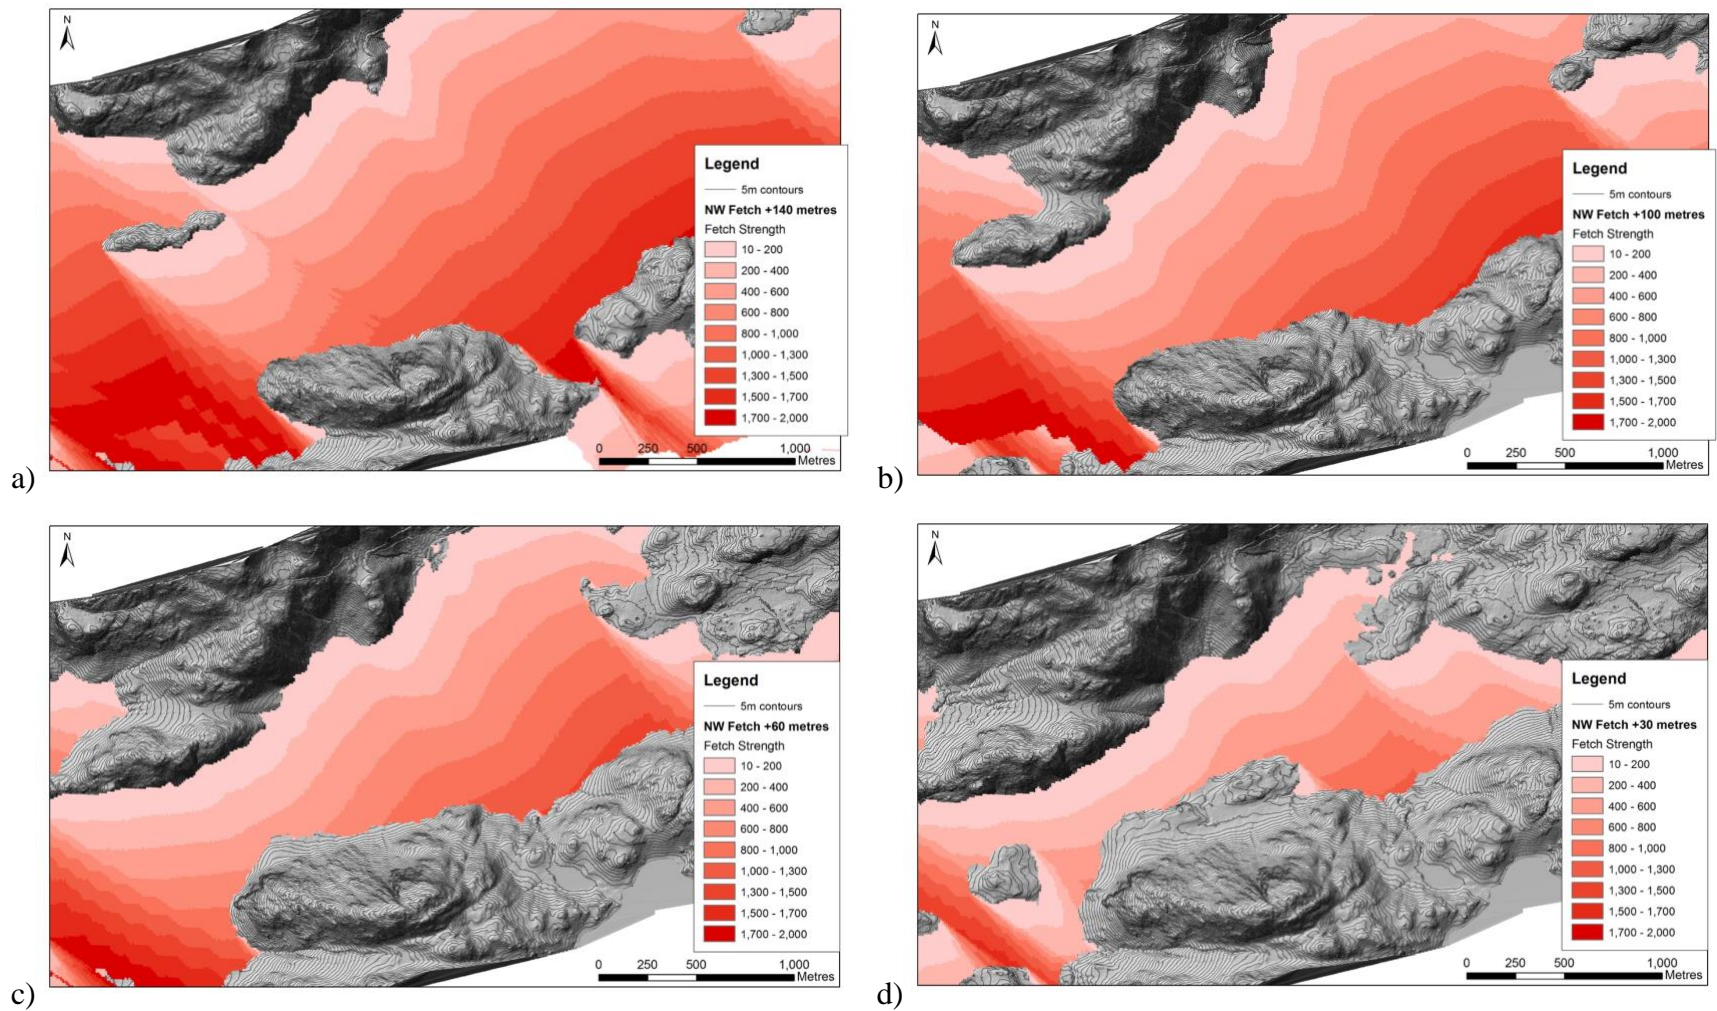 N
Legend
5m contours
NW Fetch +140 metres
Fetch Strength
10 - 200
200 - 400
400 - 600
600 - 800
800 - 1,000
1,000 - 1,300
1,300 - 1,500
1,500 - 1,700
1,700 - 2,000
0 250 500 1,000
Metres
a)
N
Legend
5m contours
NW Fetch +100 metres
Fetch Strength
10 - 200
200 - 400
400 - 600
600 - 800
800 - 1,000
1,000 - 1,300
1,300 - 1,500
1,500 - 1,700
1,700 - 2,000
0 250 500 1,000
Metres
b)
N
Legend
5m contours
NW Fetch +60 metres
Fetch Strength
10 - 200
200 - 400
400 - 600
600 - 800
800 - 1,000
1,000 - 1,300
1,300 - 1,500
1,500 - 1,700
1,700 - 2,000
0 250 500 1,000
Metres
c)
N
Legend
5m contours
NW Fetch +30 metres
Fetch Strength
10 - 200
200 - 400
400 - 600
600 - 800
800 - 1,000
1,000 - 1,300
1,300 - 1,500
1,500 - 1,700
1,700 - 2,000
0 250 500 1,000
Metres
d)